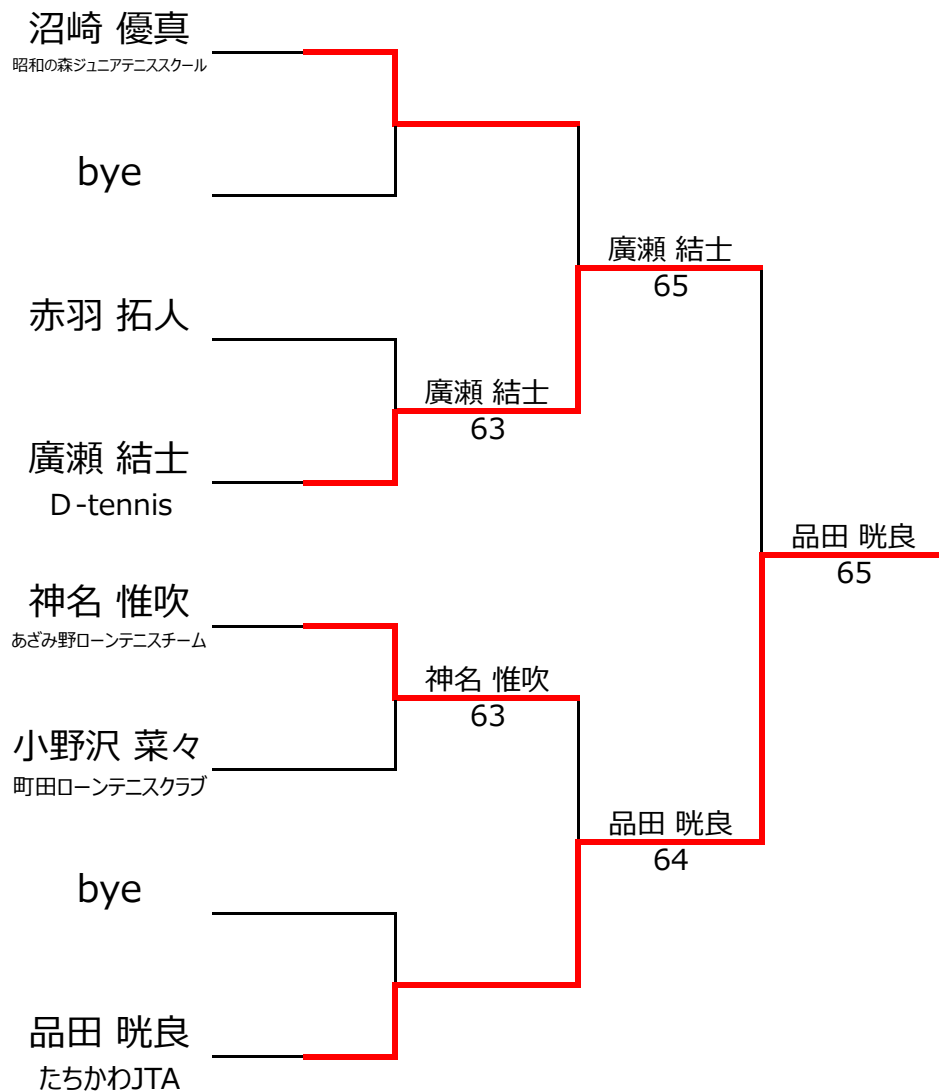 沼崎 優真
昭和の森ジュニアテニススクール
bye
廣瀬 結士
65
赤羽 拓人
廣瀬 結士
63
廣瀬 結士
D-tennis
品田 晄良
65
神名 惟吹
あざみ野ローンテニスチーム
神名 惟吹
63
小野沢 菜々
町田ローンテニスクラブ
品田 晄良
64
bye
品田 晄良
たちかわJTA